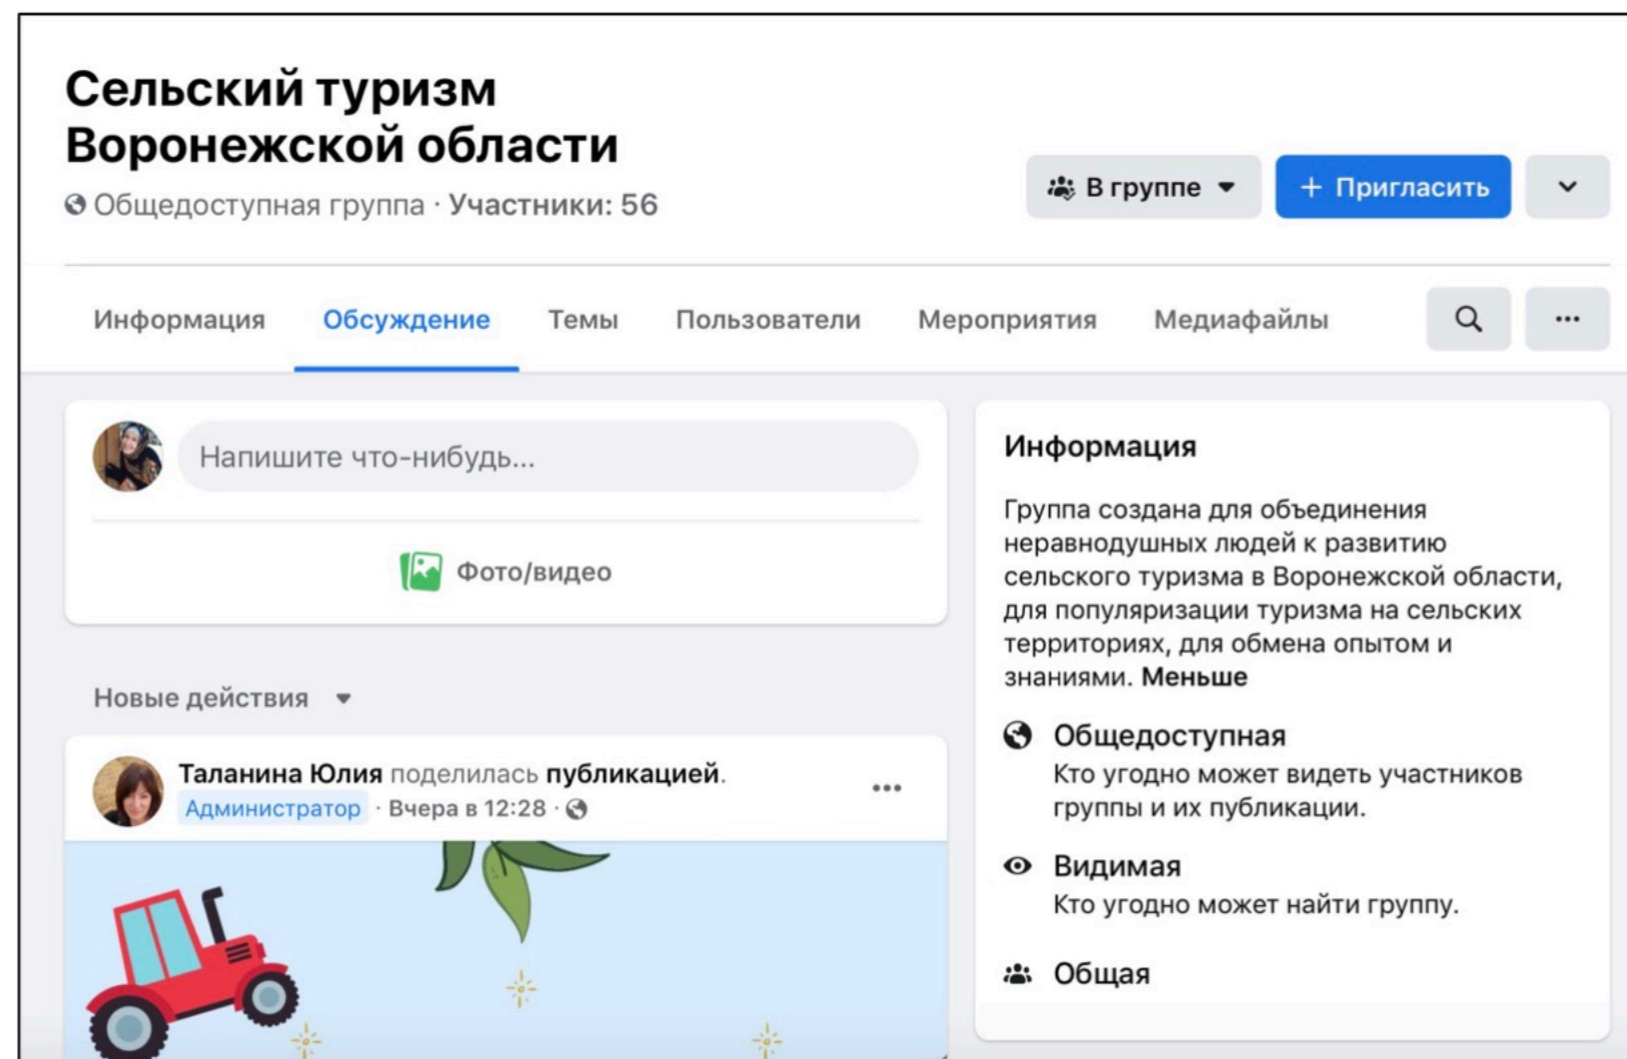 Сельский туризм
Воронежской области
Общедоступная группа · Участники: 56
В группе
+ Пригласить
Информация
Обсуждение
Темы
Пользователи
Мероприятия
Медиафайлы
Напишите что-нибудь...
Фото/видео
Новые действия
Таланина Юлия поделилась публикацией.
Администратор · Вчера в 12:28 ·
Информация
Группа создана для объединения
неравнодушных людей к развитию
сельского туризма в Воронежской области,
для популяризации туризма на сельских
территориях, для обмена опытом и
знаниями. Меньше
Общедоступная
Кто угодно может видеть участников
группы и их публикации.
Видимая
Кто угодно может найти группу.
Общая